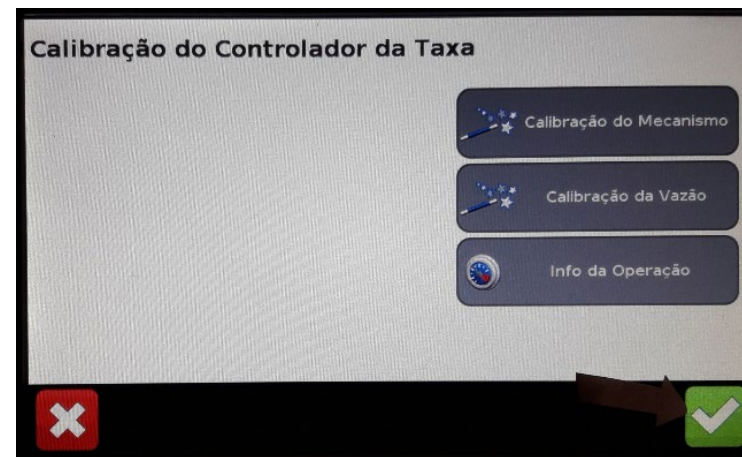 Calibração do Controlador da Taxa
Calibração do Mecanismo
Calibração da Vazão
Info da Operação